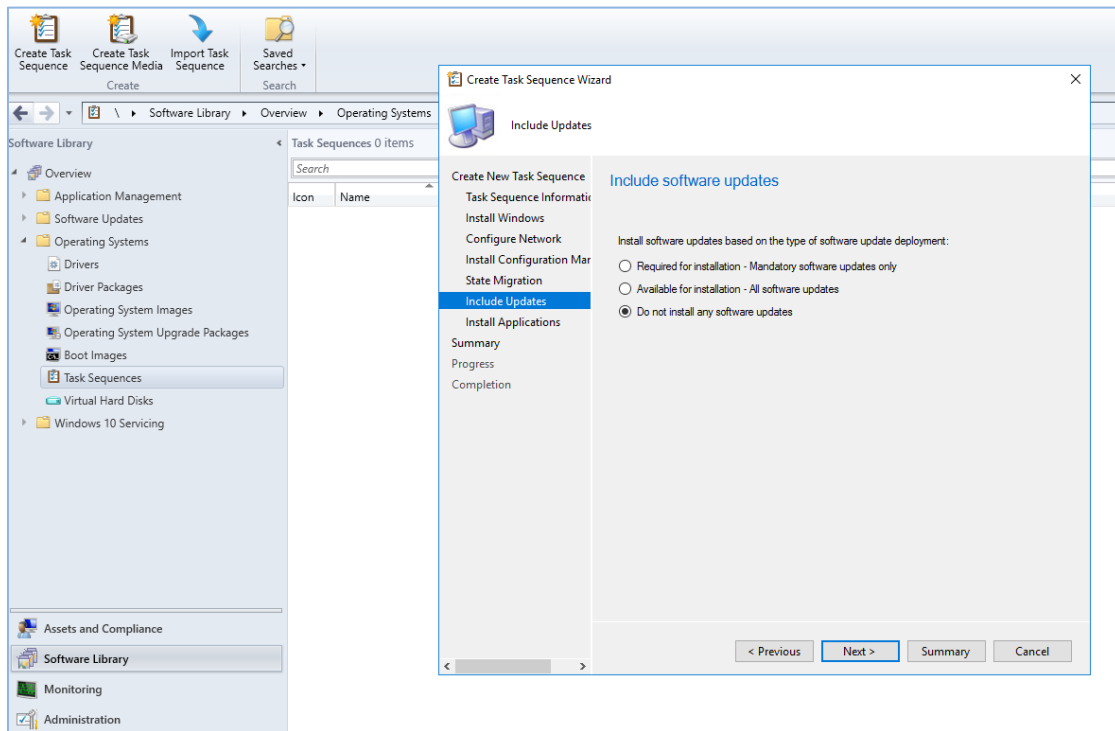 Create Task Sequence
Create Task Sequence Media
Import Task Sequence
Saved Searches
Create
Search
\ Software Library Overview Operating Systems
Software Library
Overview
Application Management
Software Updates
Operating Systems
Drivers
Driver Packages
Operating System Images
Operating System Upgrade Packages
Boot Images
Task Sequences
Virtual Hard Disks
Windows 10 Servicing
Assets and Compliance
Software Library
Monitoring
Administration
Task Sequences 0 items
Search
Icon Name
Create Task Sequence Wizard
Include Updates
Create New Task Sequence
Task Sequence Informatic
Install Windows
Configure Network
Install Configuration Mar
State Migration
Include Updates
Install Applications
Summary
Progress
Completion
Include software updates
Install software updates based on the type of software update deployment:
Required for installation - Mandatory software updates only
Available for installation - All software updates
Do not install any software updates
< Previous
Next >
Summary
Cancel